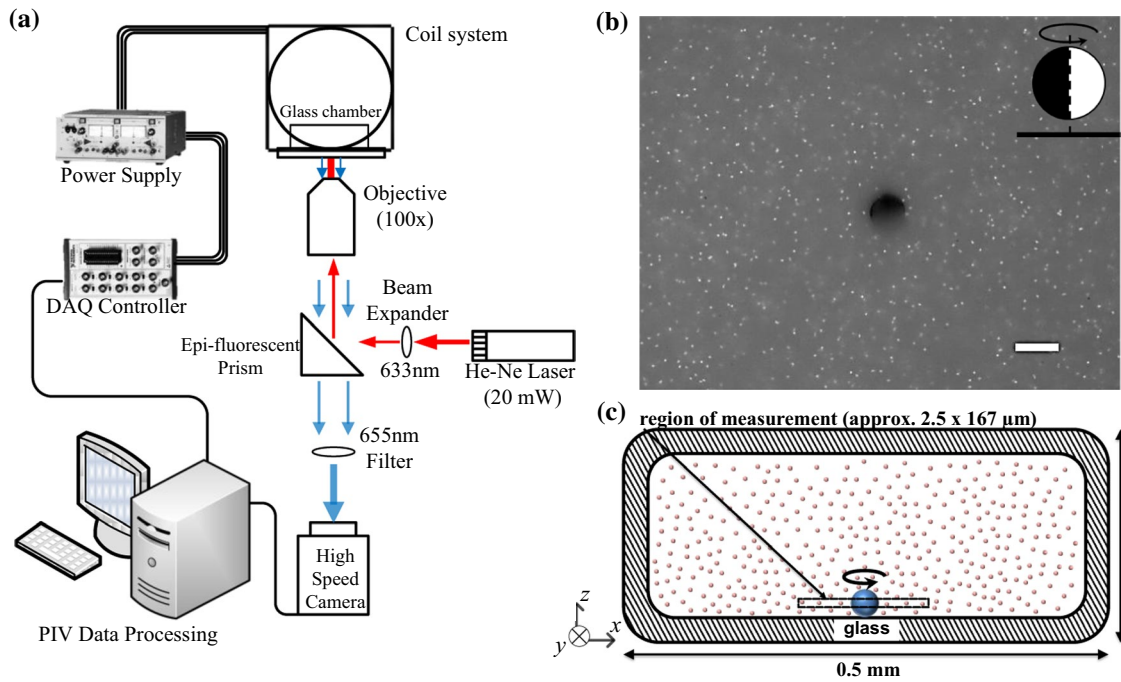 (a)
Coil system
Glass chamber
Power Supply
Objective
(100x)
DAQ Controller
Beam
Expander
Epi-fluorescent
Prism
633nm
He-Ne Laser
(20 mW)
655nm
Filter
High
Speed
Camera
PIV Data Processing
(b)
(c)
region of measurement (approx. 2.5 x 167 µm)
z
y
x
glass
0.5 mm